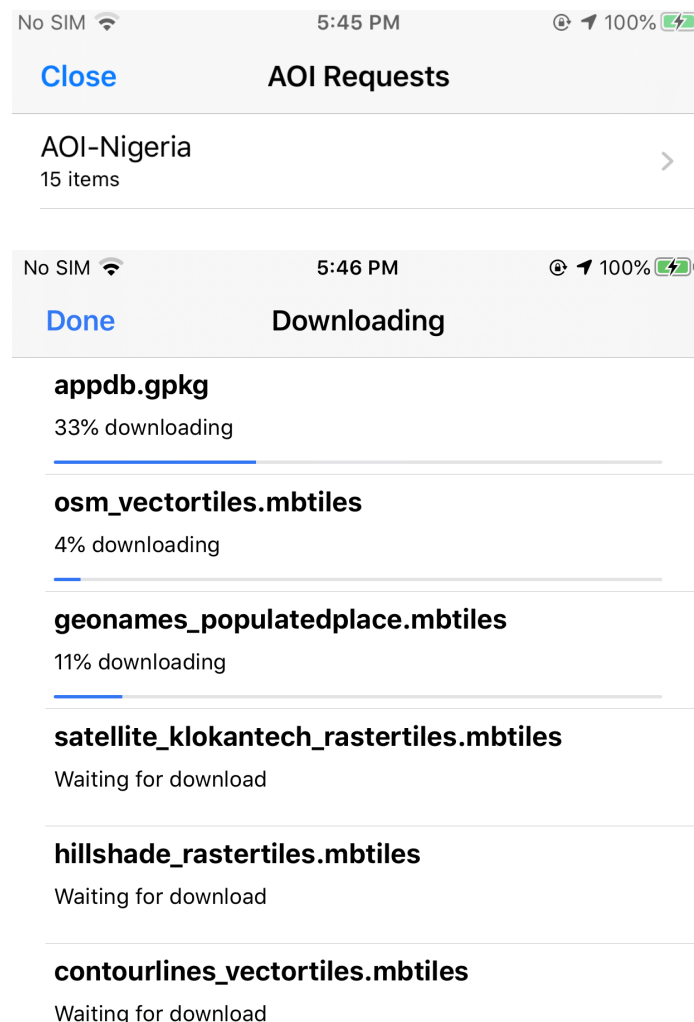 No SIM 5:45 PM 100%
Close AOI Requests
AOI-Nigeria
15 items
No SIM 5:46 PM 100%
Done Downloading
appdb.gpkg
33% downloading
osm_vectortiles.mbtiles
4% downloading
geonames_populatedplace.mbtiles
11% downloading
satellite_klokantech_rastertiles.mbtiles
Waiting for download
hillshade_rastertiles.mbtiles
Waiting for download
contourlines_vectortiles.mbtiles
Waiting for download